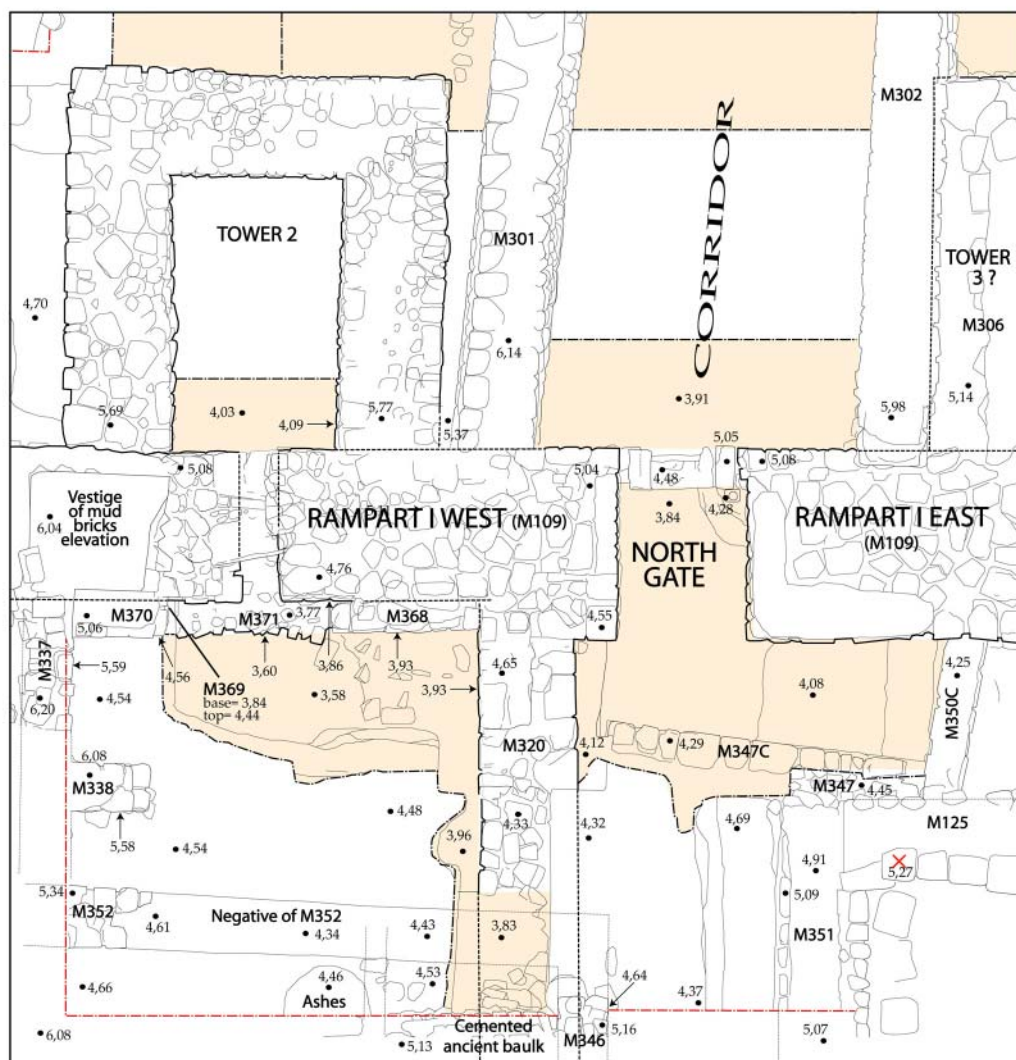 M302
CORRIDOR
TOWER 2
M301
TOWER
3 ?
4,70
M306
6,14
5,14
3,91
5,69
4,03
4,09
5,77
5,37
5,98
5,05
5,08
5,04
4,48
5,08
Vestige
of mud
bricks
elevation
6,04
RAMPART I WEST (M109)
4,28
3,84
RAMPART I EAST
(M109)
NORTH
GATE
4,76
M370
M371
3,77
M368
5,06
4,55
M337
5,59
4,56
3,60
3,86
3,93
4,65
4,25
M350C
M369
base= 3,84
top= 4,44
3,58
3,93
4,08
6,20
4,54
M320
4,12
4,29
M347C
6,08
M338
M347
4,45
4,48
4,33
4,32
4,69
M125
5,58
4,54
3,96
4,91
5,27
5,34
M352
4,61
Negative of M352
4,34
4,43
3,83
5,09
M351
4,66
4,46
Ashes
4,53
4,64
4,37
6,08
Cemented
ancient baulk
5,13
M346
5,16
5,07